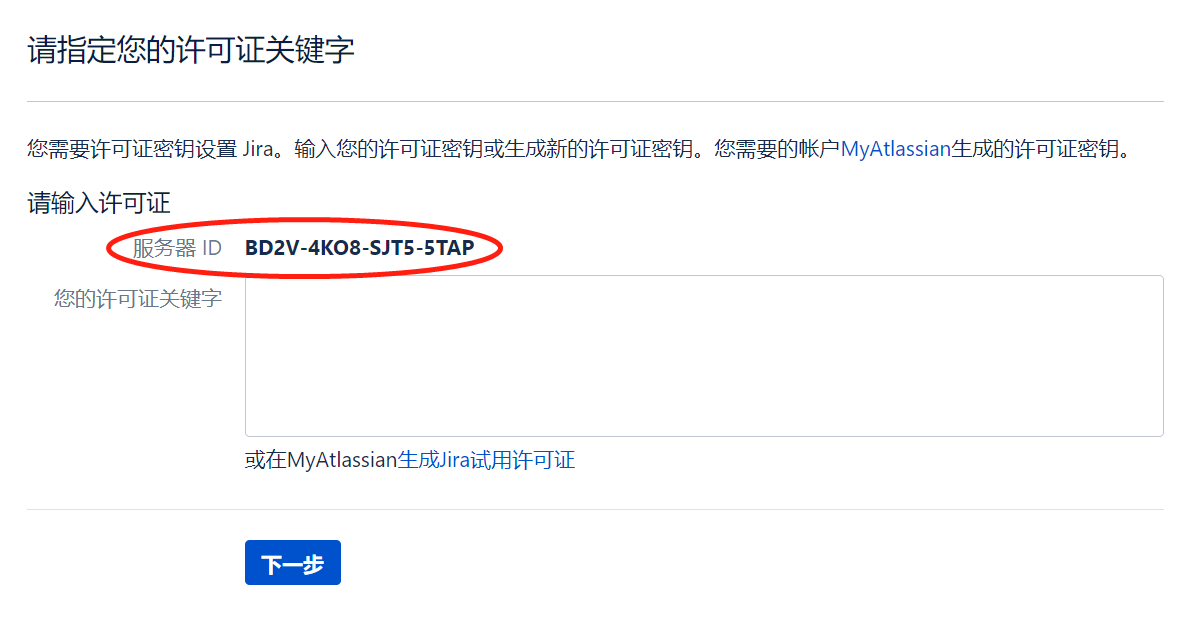 请指定您的许可证关键字
您需要许可证密钥设置 Jira。输入您的许可证密钥或生成新的许可证密钥。您需要的帐户MyAtlassian生成的许可证密钥。
请输入许可证
服务器 ID BD2V-4KO8-SJT5-5TAP
您的许可证关键字
或在MyAtlassian生成Jira试用许可证
下一步